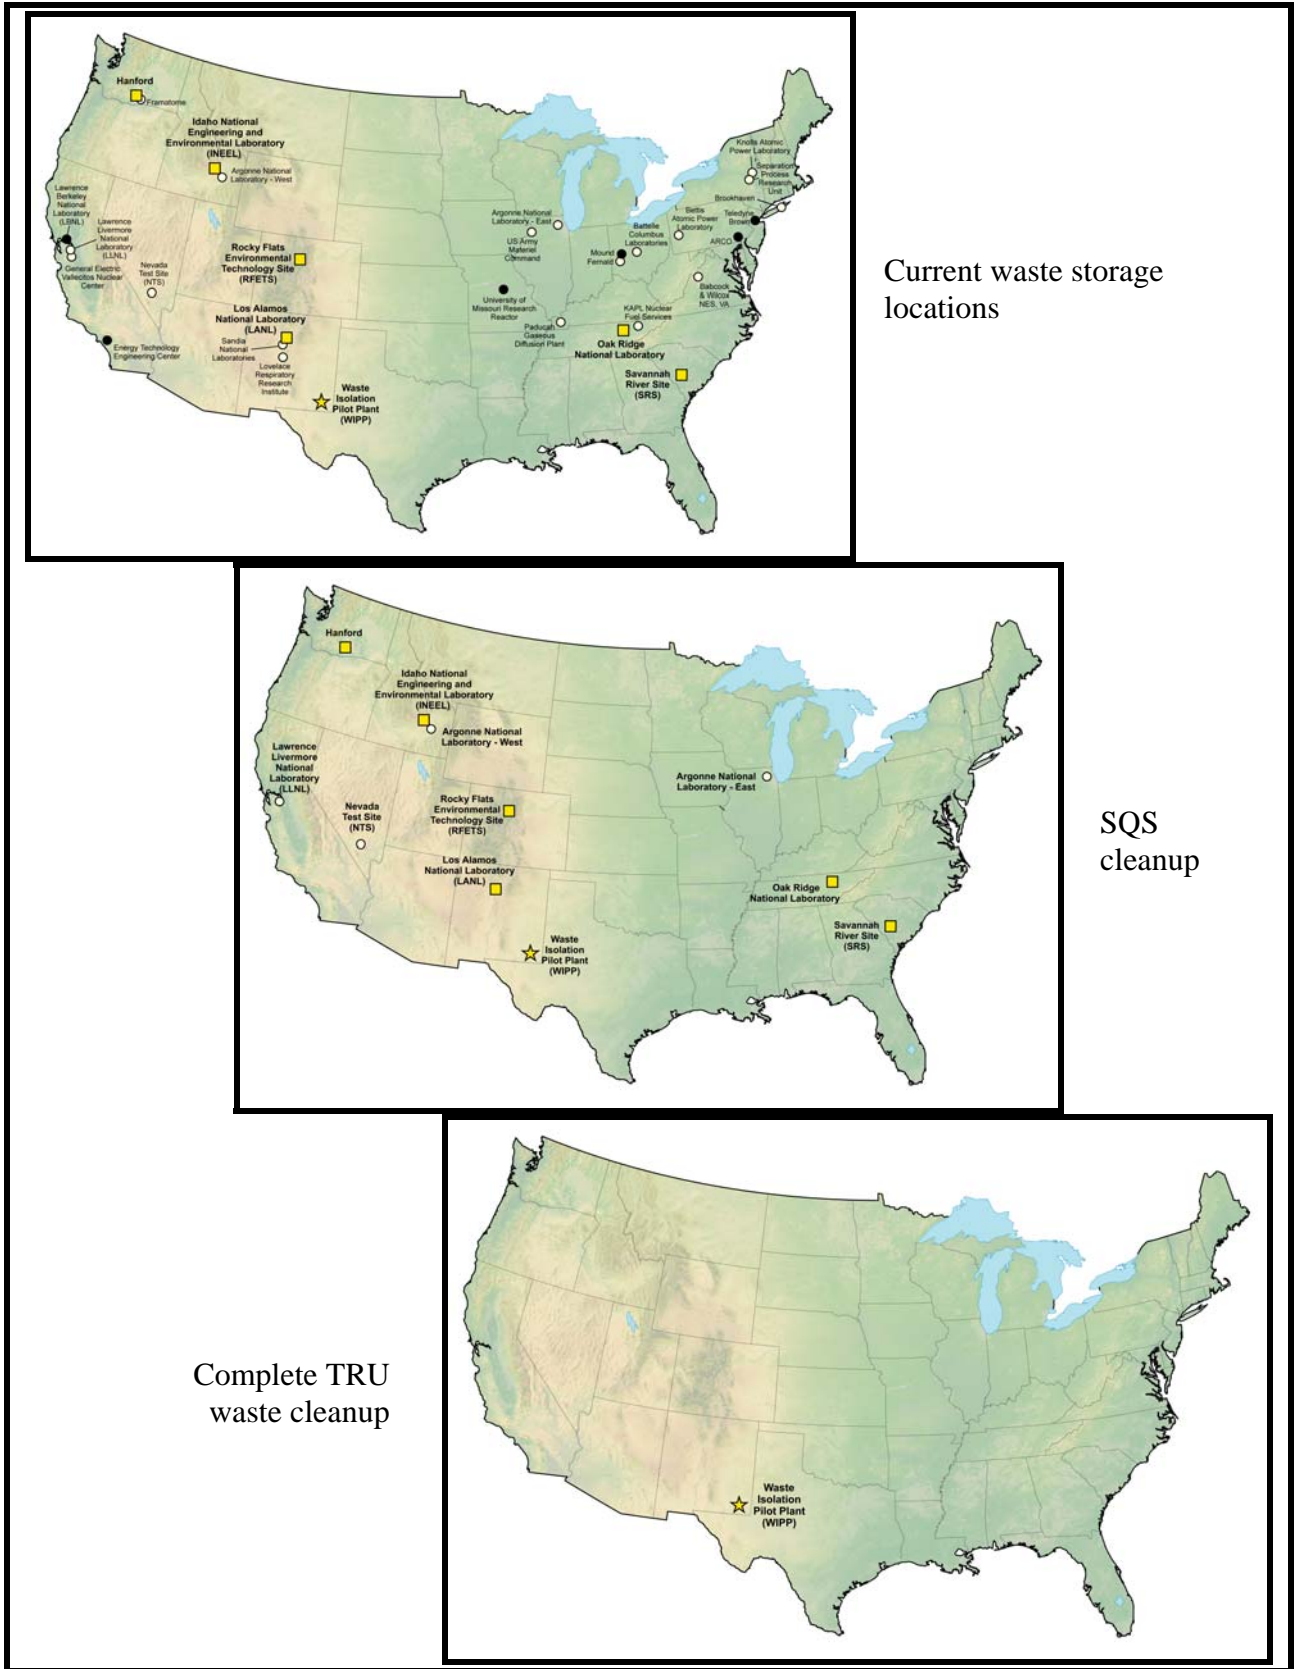 Hanford
Framatome
Idaho National
Engineering and
Environmental Laboratory
(INEEL)
Argonne National
Laboratory - West
Lawrence
Berkeley
National
Laboratory
(LBNL)
Lawrence
Livermore
National
Laboratory
(LLNL)
General Electric
Vallecitos Nuclear
Center
Nevada
Test Site
(NTS)
Rocky Flats
Environmental
Technology Site
(RFETS)
Los Alamos
National Laboratory
(LANL)
Sandia
National
Laboratories
Lovelace
Respiratory
Research
Institute
Energy Technology
Engineering Center
Waste
Isolation
Pilot Plant
(WIPP)
Argonne National
Laboratory - East
US Army
Materiel
Command
University of
Missouri Research
Reactor
Paducah
Gaseous
Diffusion Plant
Mound
Fernald
Battelle
Columbus
Laboratories
Bettis
Atomic Power
Laboratory
Knolls Atomic
Power Laboratory
Separation
Process
Research
Unit
Brookhaven
Teledyne
Brown
ARCO
Babcock
& Wilcox
NES, VA
KAPL Nuclear
Fuel Services
Oak Ridge
National Laboratory
Savannah
River Site
(SRS)
Current waste storage
locations
Hanford
Idaho National
Engineering and
Environmental Laboratory
(INEEL)
Argonne National
Laboratory - West
Lawrence
Livermore
National
Laboratory
(LLNL)
Nevada
Test Site
(NTS)
Rocky Flats
Environmental
Technology Site
(RFETS)
Los Alamos
National Laboratory
(LANL)
Waste
Isolation
Pilot Plant
(WIPP)
Argonne National
Laboratory - East
Oak Ridge
National Laboratory
Savannah
River Site
(SRS)
SQS
cleanup
Complete TRU
waste cleanup
Waste
Isolation
Pilot Plant
(WIPP)